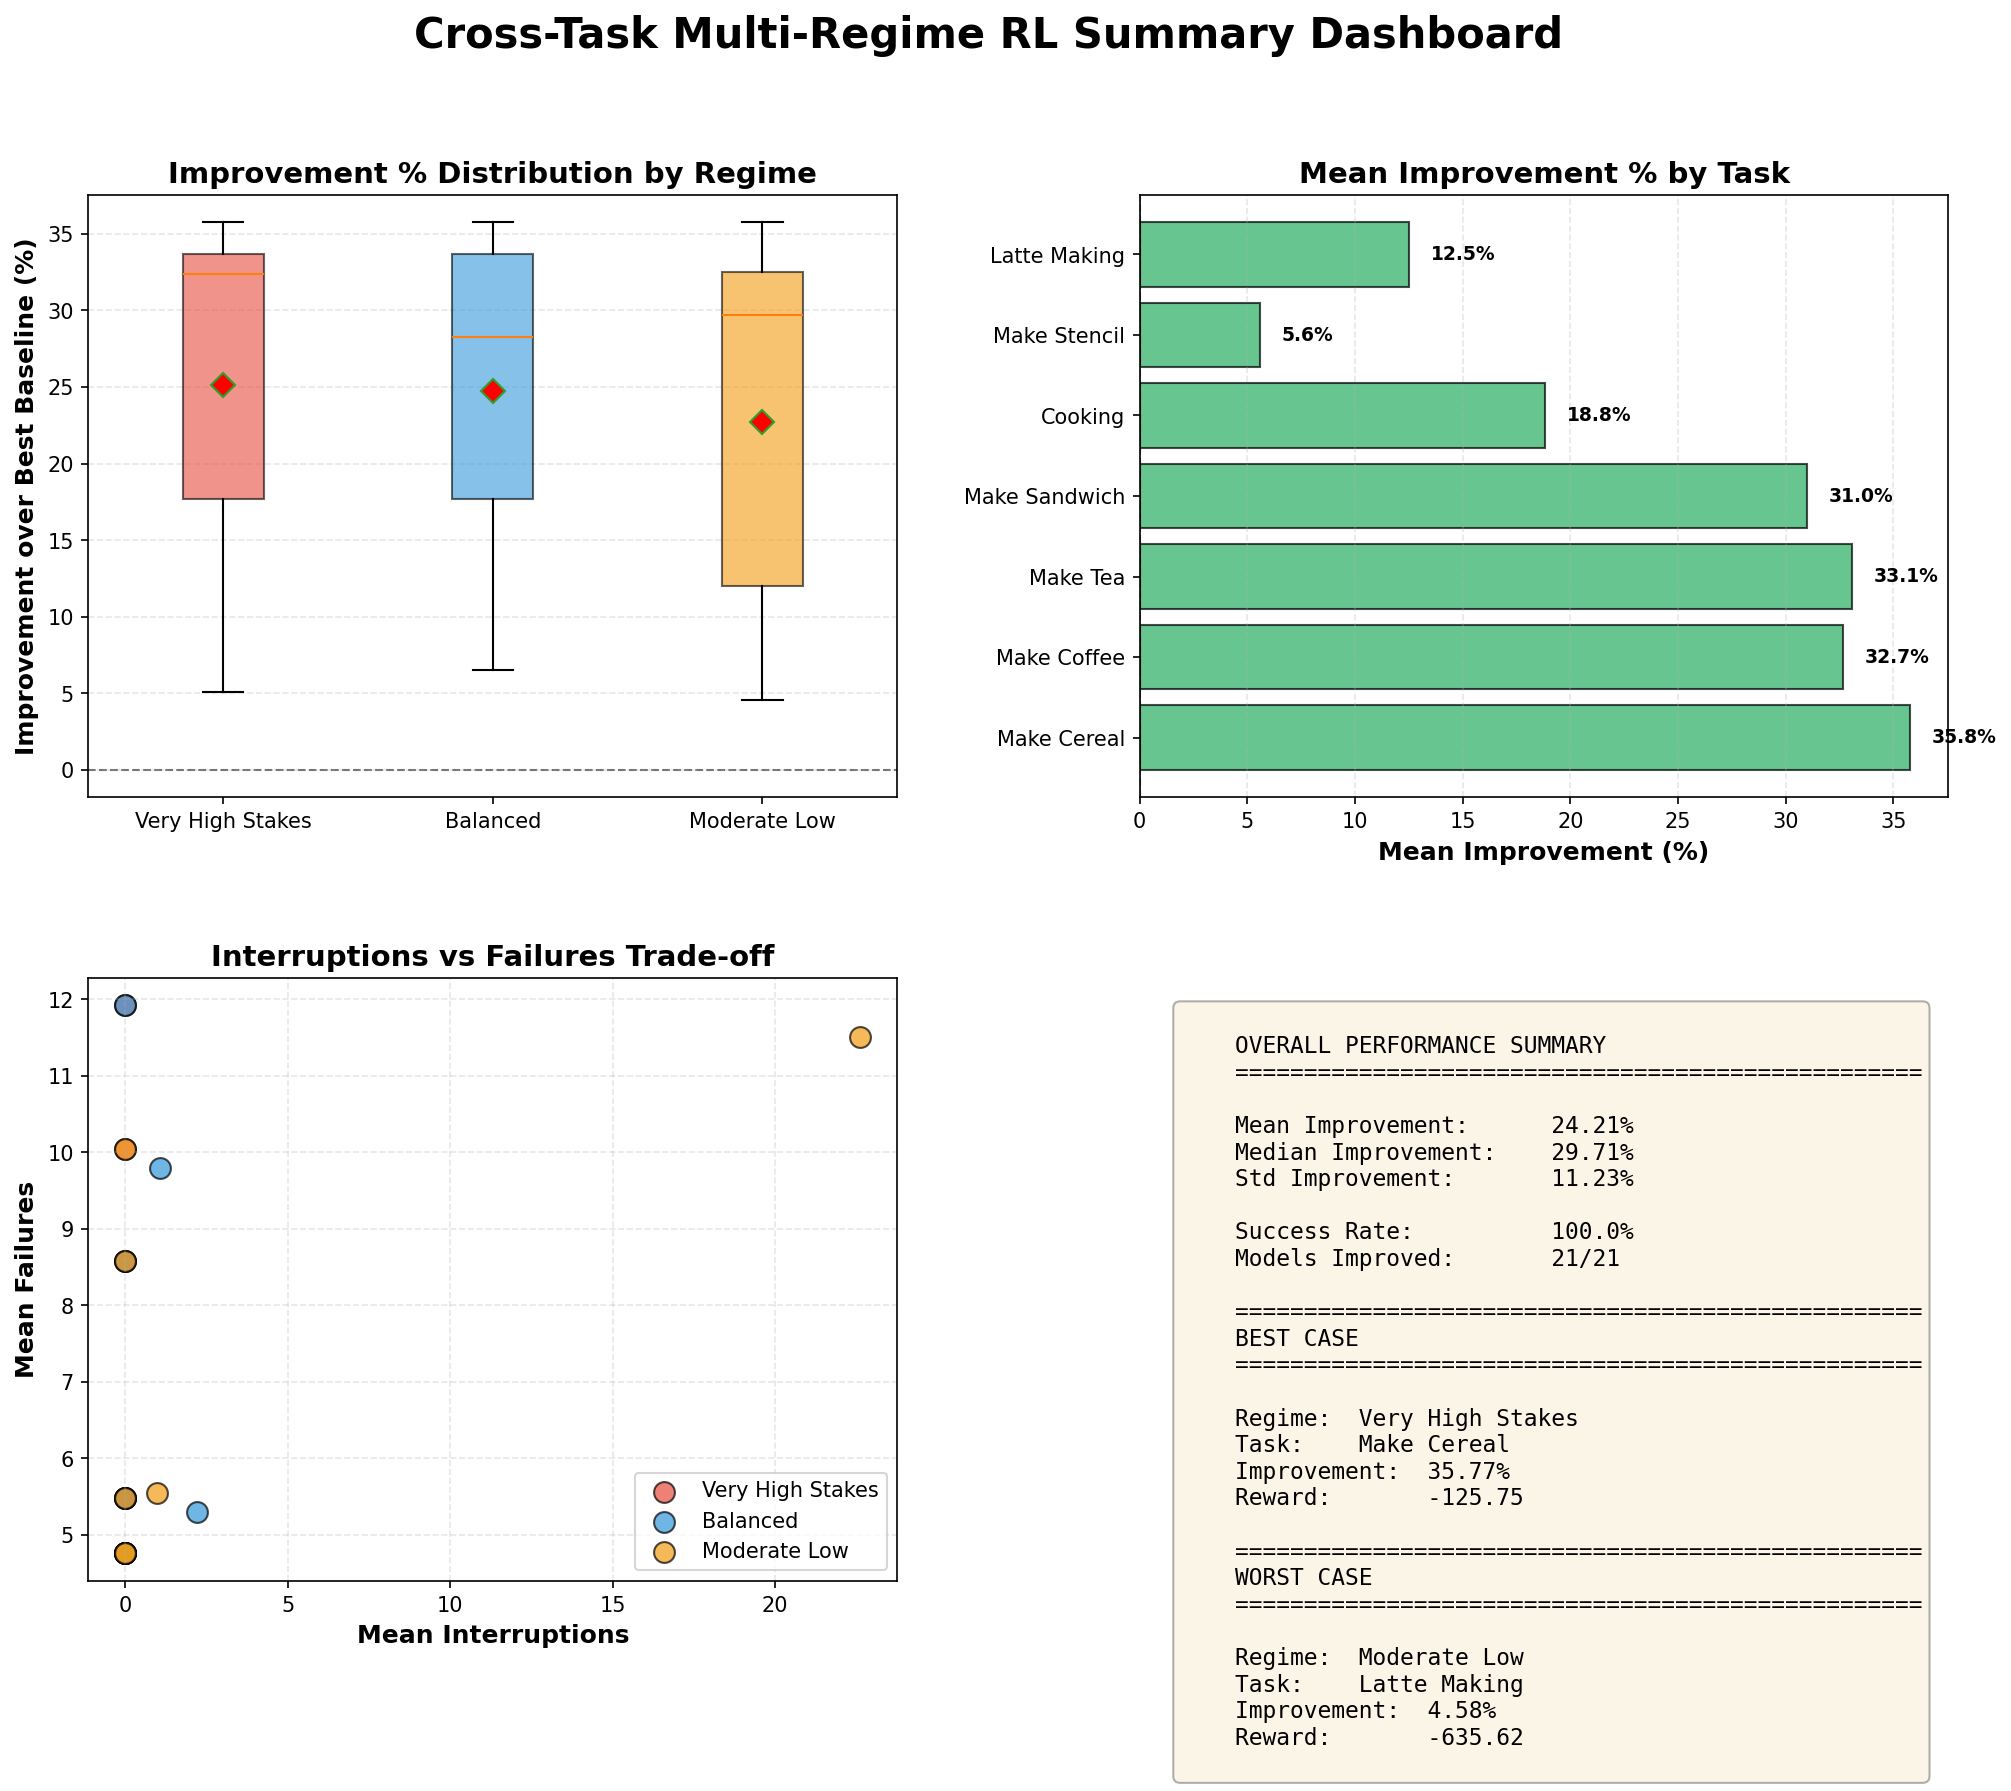 Cross-Task Multi-Regime RL Summary Dashboard
Improvement % Distribution by Regime
Improvement over Best Baseline (%)
35
30
25
20
15
10
5
0
Very High Stakes
Balanced
Moderate Low
Mean Improvement % by Task
Latte Making
12.5%
Make Stencil
5.6%
Cooking
18.8%
Make Sandwich
31.0%
Make Tea
33.1%
Make Coffee
32.7%
Make Cereal
35.8%
0
5
10
15
20
25
30
35
Mean Improvement (%)
Interruptions vs Failures Trade-off
Mean Failures
12
11
10
9
8
7
6
5
Very High Stakes
Balanced
Moderate Low
0
5
10
15
20
Mean Interruptions
OVERALL PERFORMANCE SUMMARY
==================================================
Mean Improvement: 24.21%
Median Improvement: 29.71%
Std Improvement: 11.23%
Success Rate: 100.0%
Models Improved: 21/21
==================================================
BEST CASE
==================================================
Regime: Very High Stakes
Task: Make Cereal
Improvement: 35.77%
Reward: -125.75
==================================================
WORST CASE
==================================================
Regime: Moderate Low
Task: Latte Making
Improvement: 4.58%
Reward: -635.62